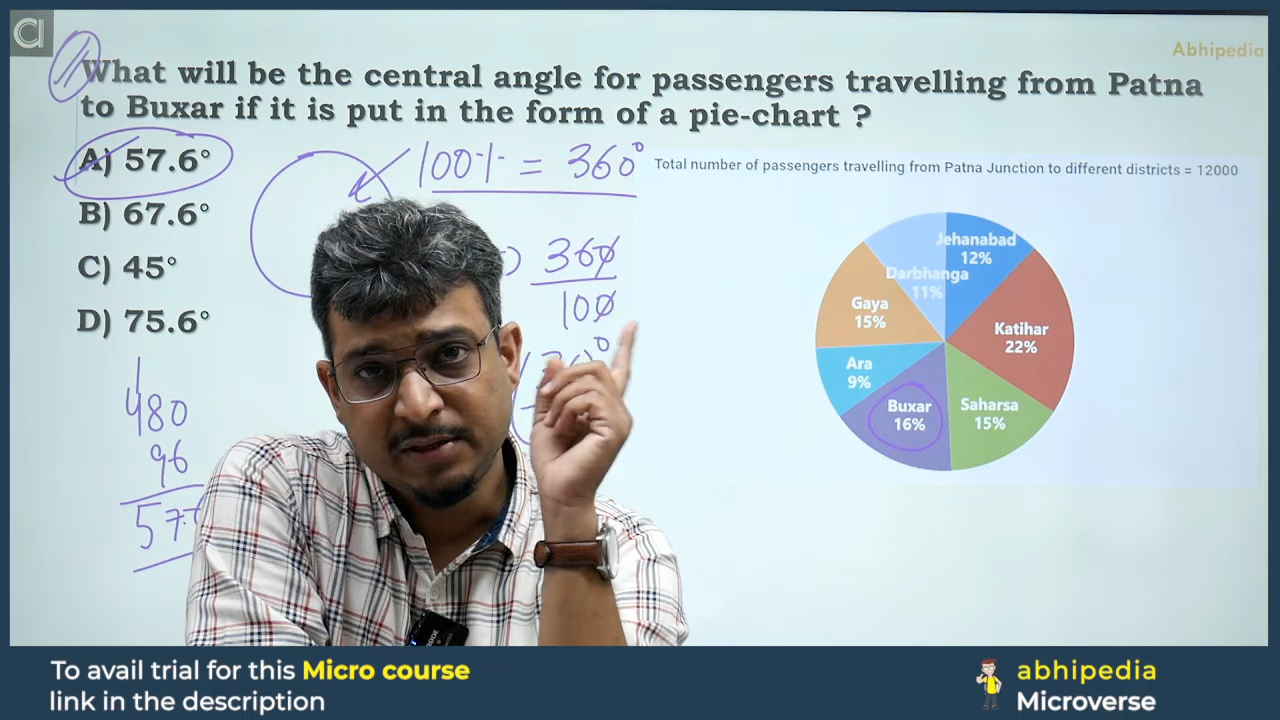 a
Abhipedia
What will be the central angle for passengers travelling from Patna
to Buxar if it is put in the form of a pie-chart ?
A) 57.6°
B) 67.6°
C) 45°
D) 75.6°
100% = 360°
360
100
480
96
57
Total number of passengers travelling from Patna Junction to different districts = 12000
Jehanabad
12%
Darbhanga
11%
Gaya
15%
Katihar
22%
Ara
9%
Buxar
16%
Saharsa
15%
To avail trial for this Micro course
link in the description
abhipedia
Microverse